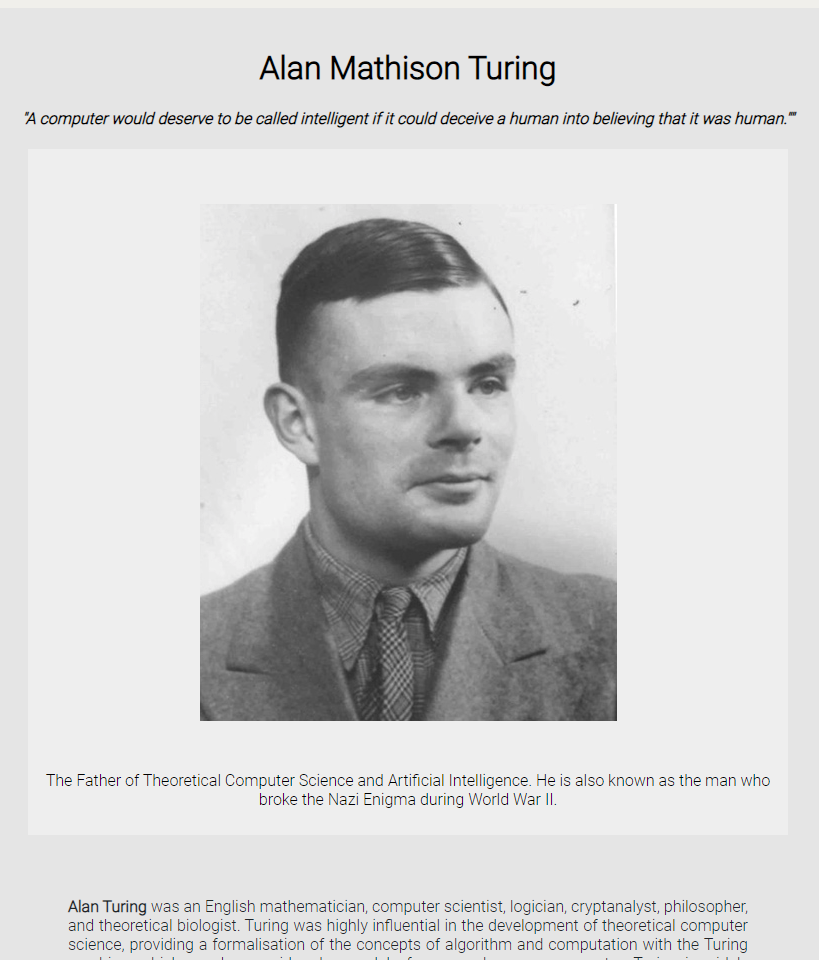 Alan Mathison Turing
"A computer would deserve to be called intelligent if it could deceive a human into believing that it was human.""
The Father of Theoretical Computer Science and Artificial Intelligence. He is also known as the man who
broke the Nazi Enigma during World War II.
Alan Turing was an English mathematician, computer scientist, logician, cryptanalyst, philosopher,
and theoretical biologist. Turing was highly influential in the development of theoretical computer
science, providing a formalisation of the concepts of algorithm and computation with the Turing